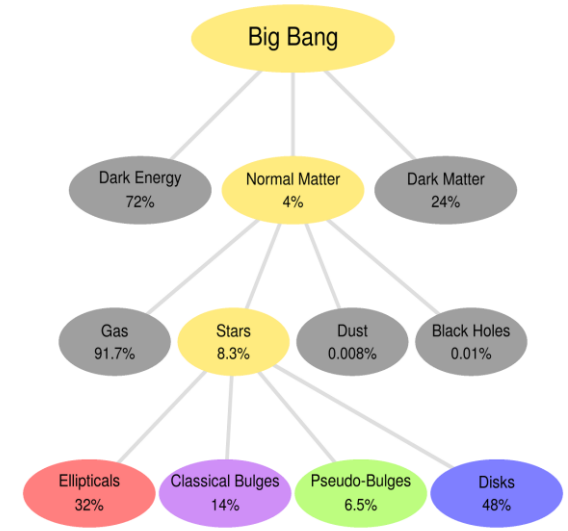 Big Bang
Dark Energy
72%
Normal Matter
4%
Dark Matter
24%
Gas
91.7%
Stars
8.3%
Dust
0.008%
Black Holes
0.01%
Ellipticals
32%
Classical Bulges
14%
Pseudo-Bulges
6.5%
Disks
48%